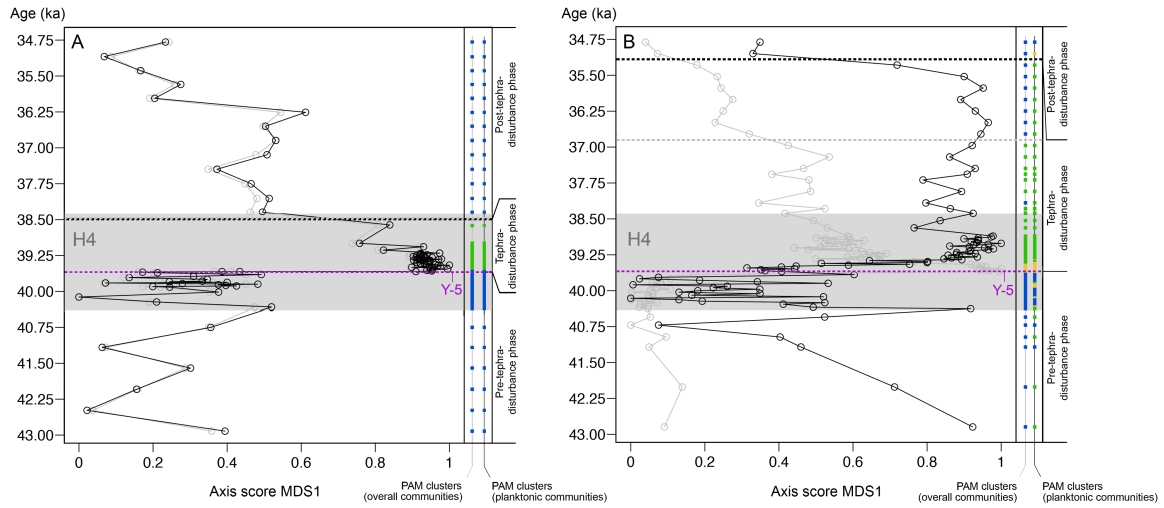 Age (ka)
A
34.75
35.50
36.25
37.00
37.75
38.50
39.25
40.00
40.75
41.50
42.25
43.00
H4
Y-5
0
0.2
0.4
0.6
0.8
1
Axis score MDS1
Post-tephra-
disturbance phase
Tephra-
disturbance phase
Pre-tephra-
disturbance phase
PAM clusters
(overall communities)
PAM clusters
(planktonic communities)
Age (ka)
B
34.75
35.50
36.25
37.00
37.75
38.50
39.25
40.00
40.75
41.50
42.25
43.00
H4
Y-5
0
0.2
0.4
0.6
0.8
1
Axis score MDS1
Post-tephra-
disturbance phase
Tephra-
disturbance phase
Pre-tephra-
disturbance phase
PAM clusters
(overall communities)
PAM clusters
(planktonic communities)